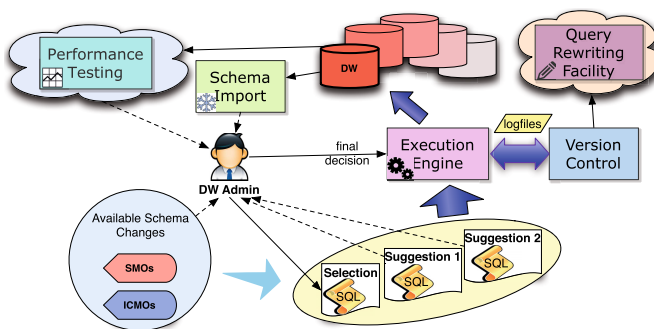 Performance
Testing
Schema
Import
DW
Query
Rewriting
Facility
logfiles
final
decision
Execution
Engine
Version
Control
DW Admin
Available Schema
Changes
SMOs
ICMOs
Selection
SQL
Suggestion 1
SQL
Suggestion 2
SQL